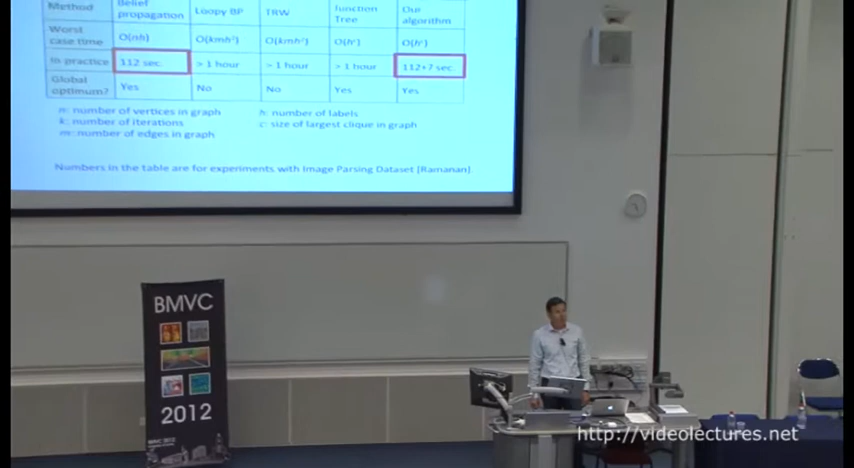 Method Belief propagation Loopy BP TRW Junction Tree Our algorithm
Worst case time O(nh) O(kmh²) O(kmh²) O(hᶜ) O(hᶜ)
In practice 112 sec. > 1 hour > 1 hour > 1 hour 112+7 sec.
Global optimum? Yes No No Yes Yes
n: number of vertices in graph h: number of labels
k: number of iterations c: size of largest clique in graph
m: number of edges in graph
Numbers in the table are for experiments with Image Parsing Dataset [Ramanan].
BMVC
2012
http://videolectures.net